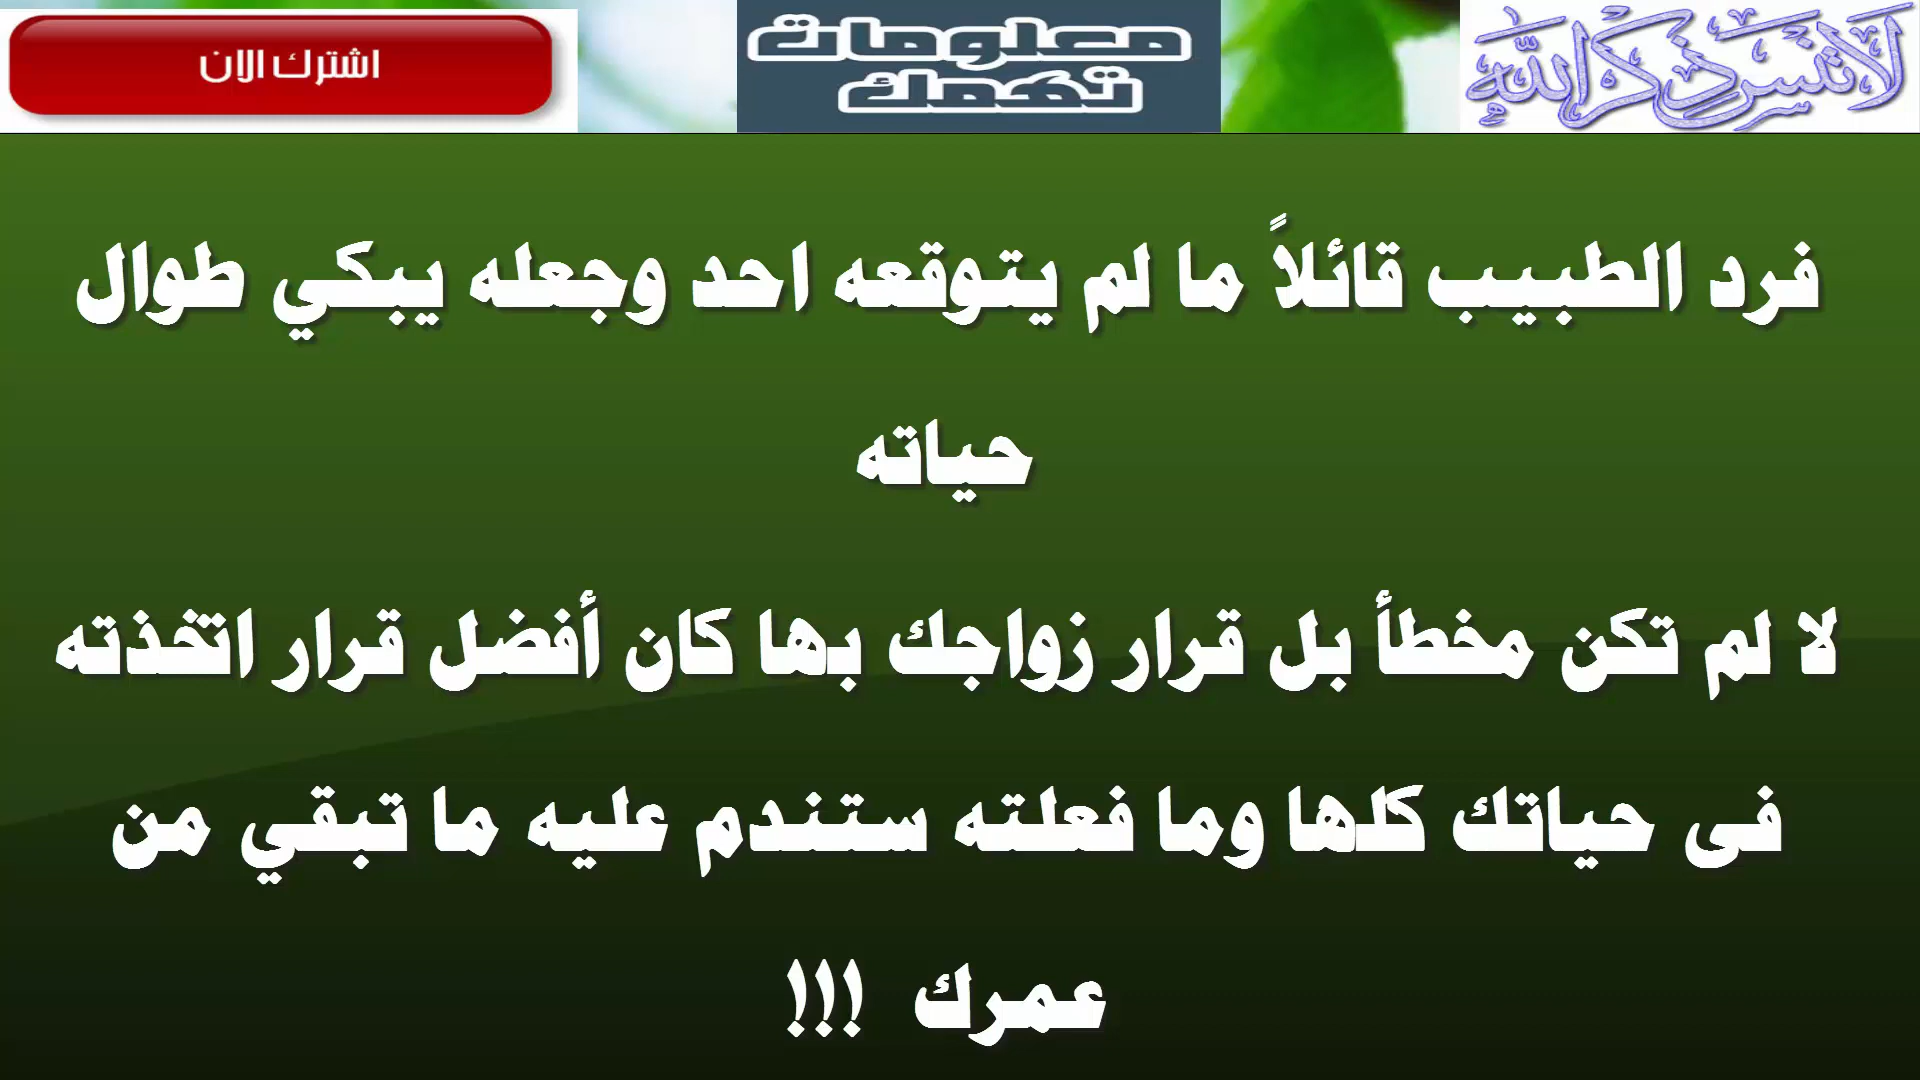 لا تنس ذكر الله
معلومات
تهمك
اشترك الان
فرد الطبيب قائلاً ما لم يتوقعه احد وجعله يبكي طوال
حياته
لا لم تكن مخطأ بل قرار زواجك بها كان أفضل قرار اتخذته
فى حياتك كلها وما فعلته ستندم عليه ما تبقي من
عمرك !!!